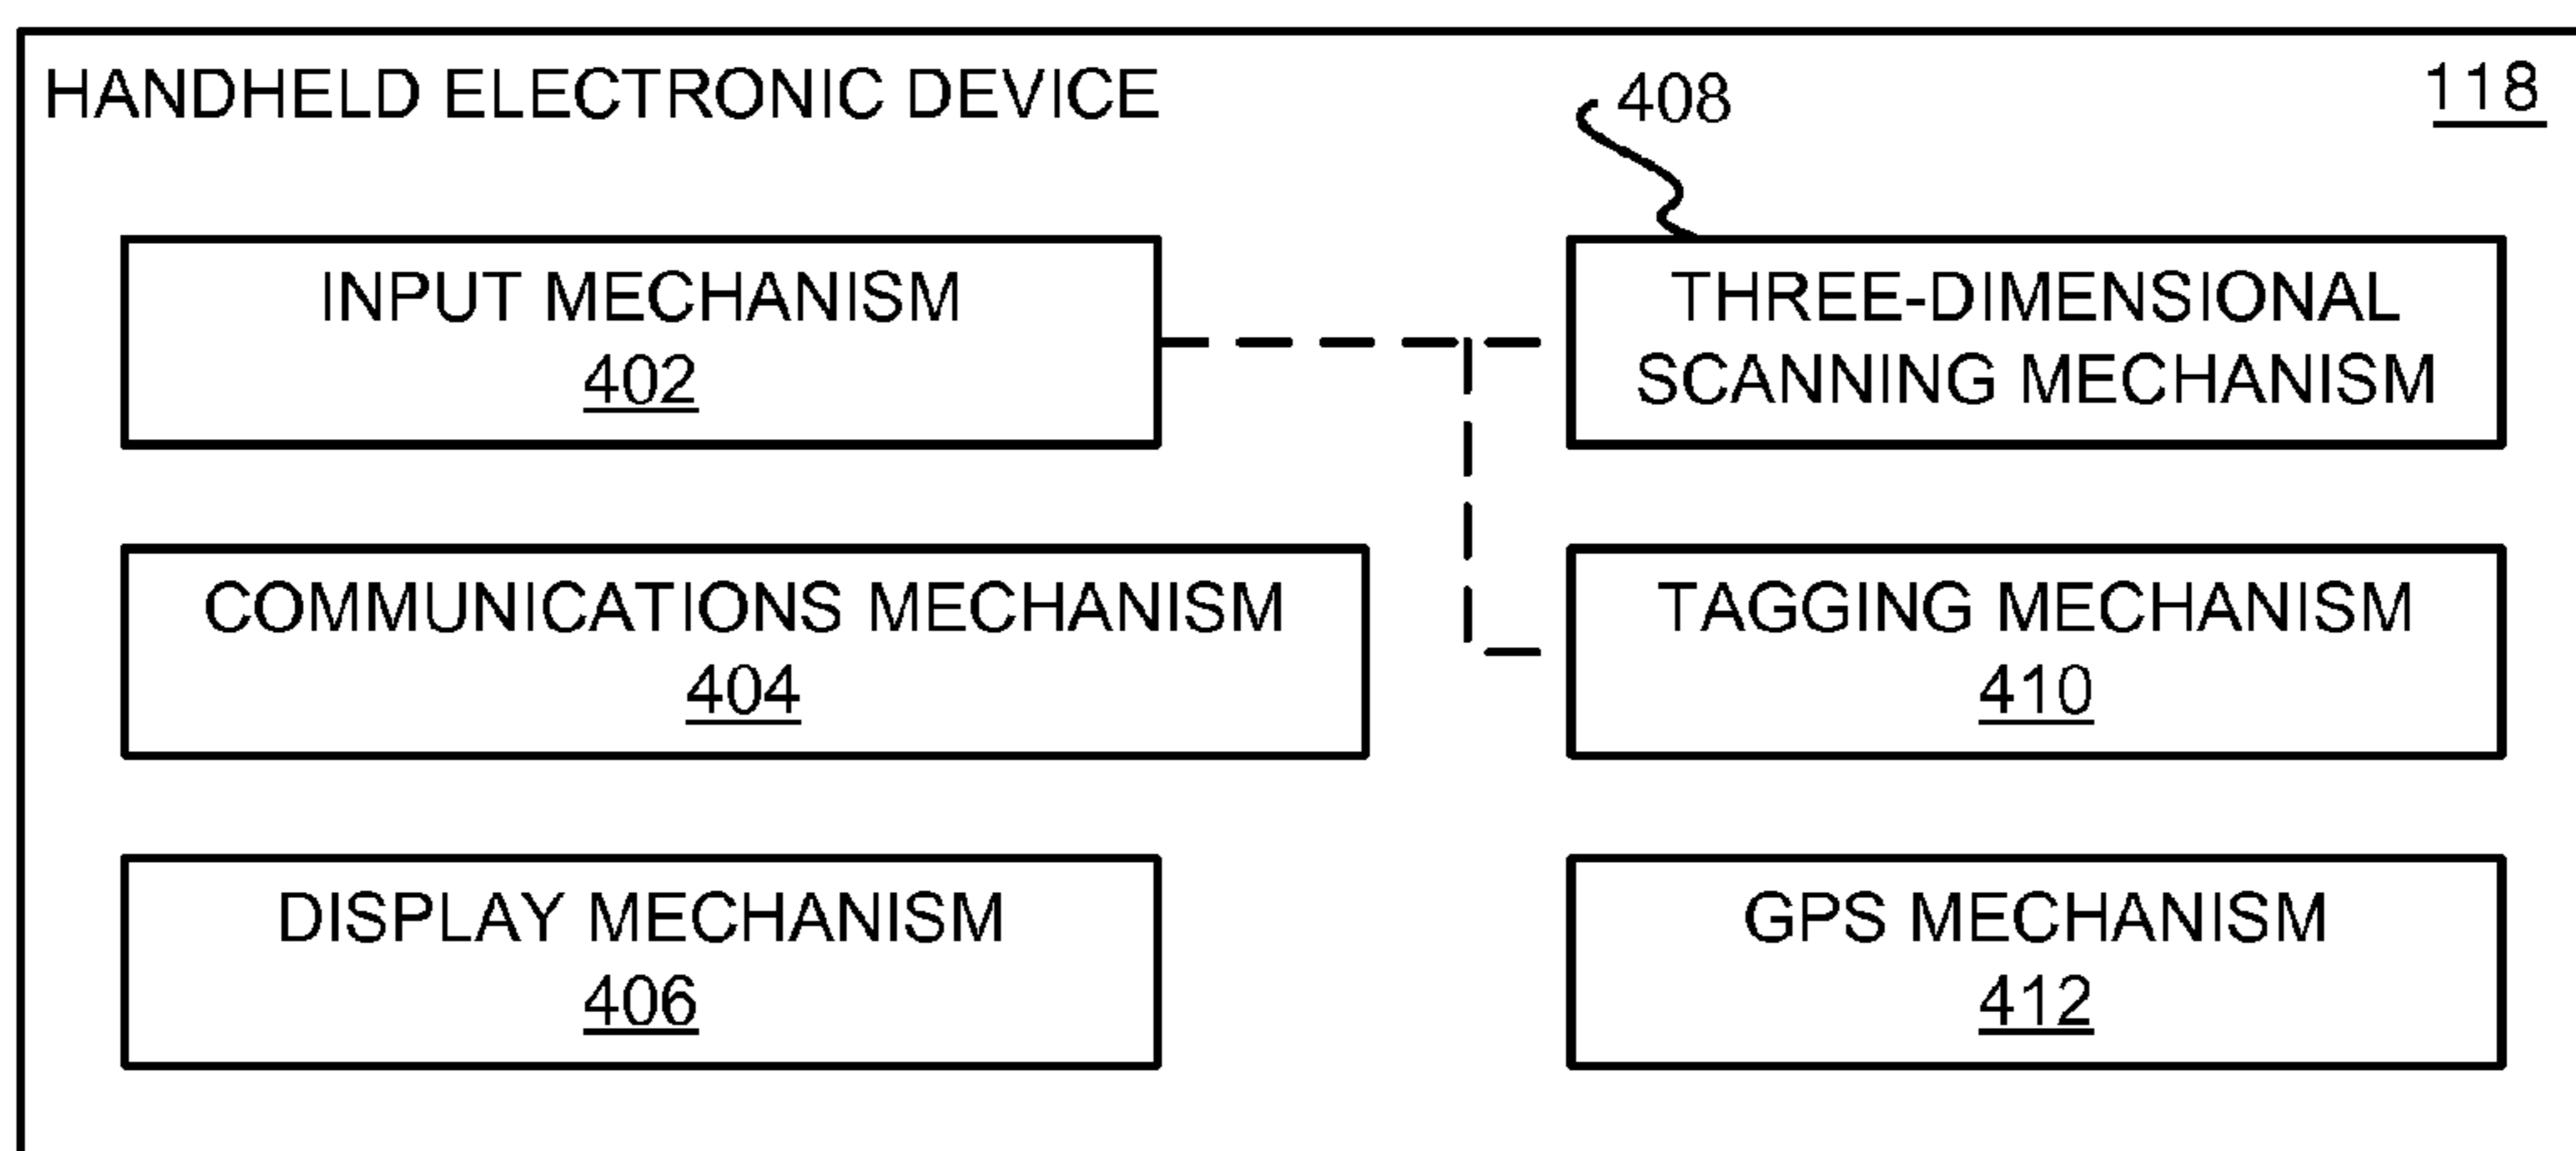 HANDHELD ELECTRONIC DEVICE
118
408
INPUT MECHANISM
402
THREE-DIMENSIONAL
SCANNING MECHANISM
COMMUNICATIONS MECHANISM
404
TAGGING MECHANISM
410
DISPLAY MECHANISM
406
GPS MECHANISM
412